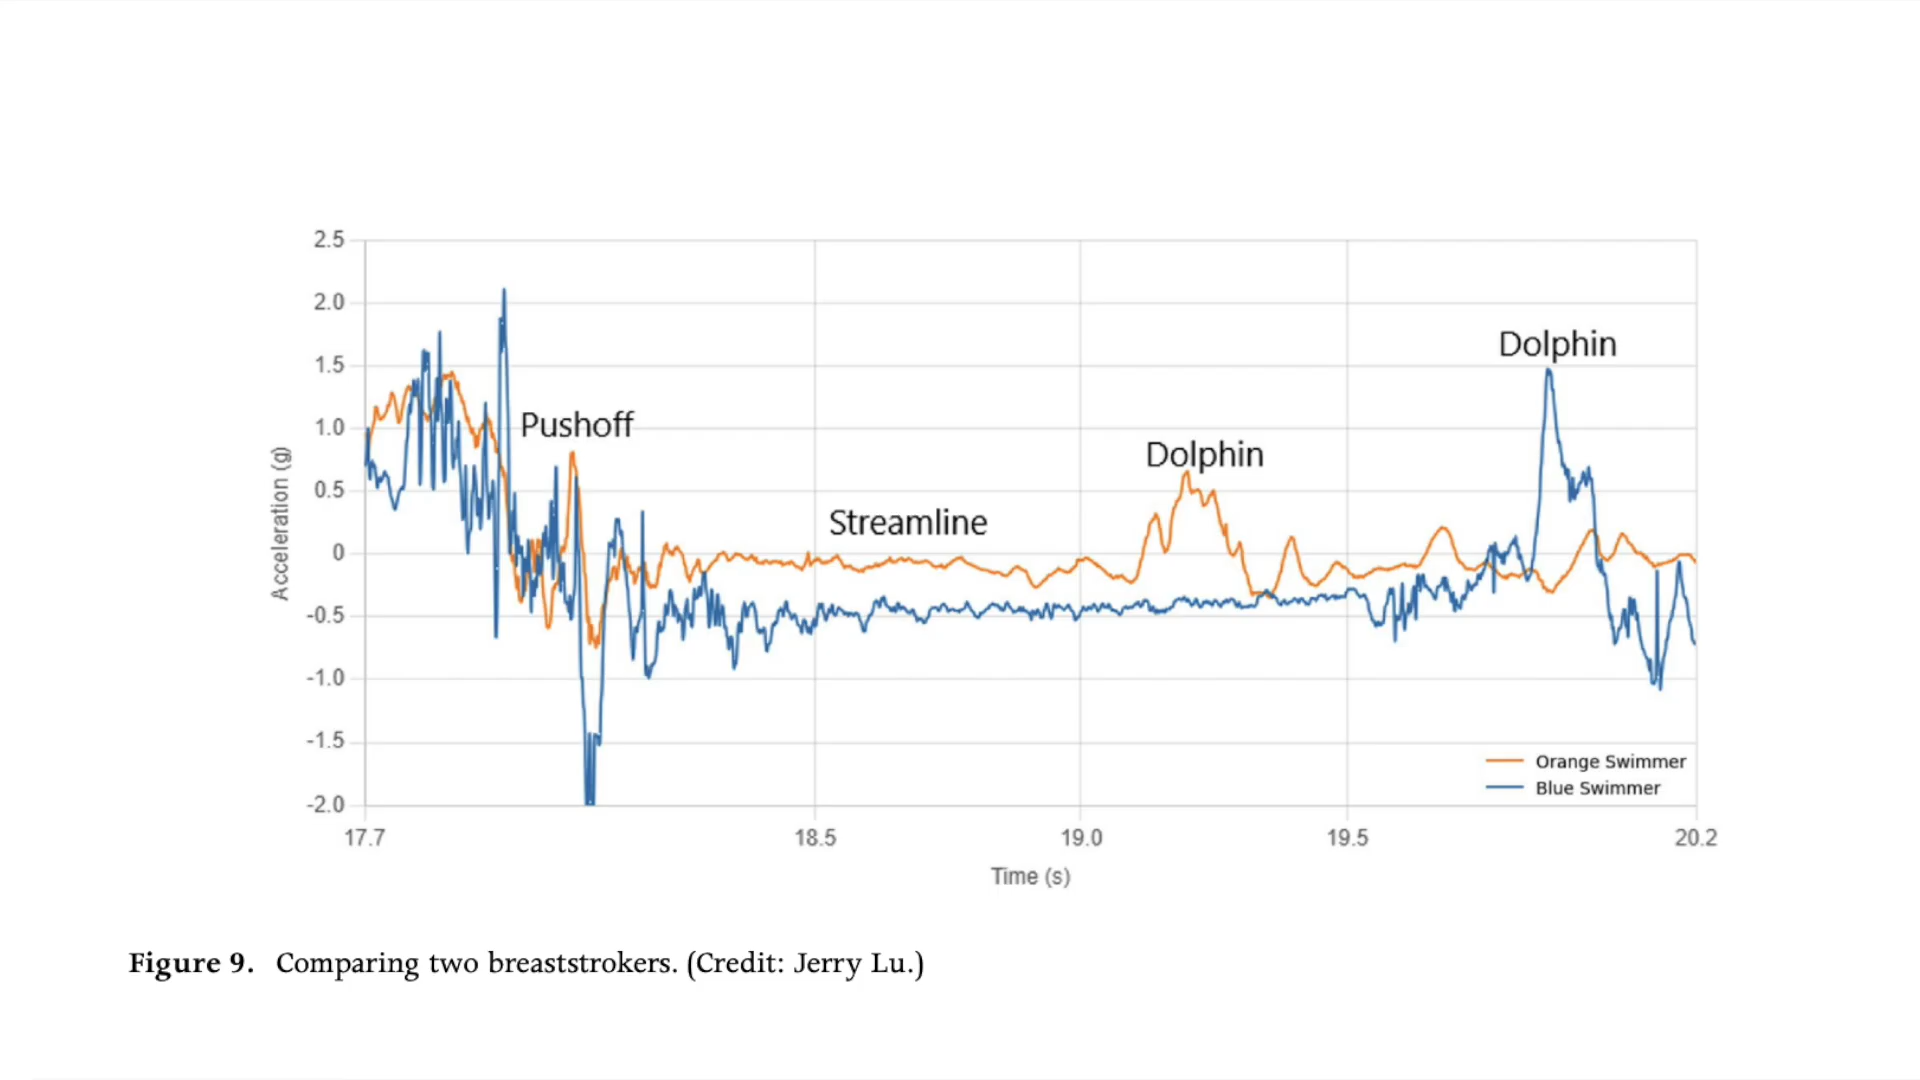 2.5
2.0
1.5
1.0
0.5
0
-0.5
-1.0
-1.5
-2.0
Acceleration (g)
Pushoff
Streamline
Dolphin
Dolphin
Orange Swimmer
Blue Swimmer
17.7 18.5 19.0 19.5 20.2
Time (s)
Figure 9. Comparing two breaststrokers. (Credit: Jerry Lu.)